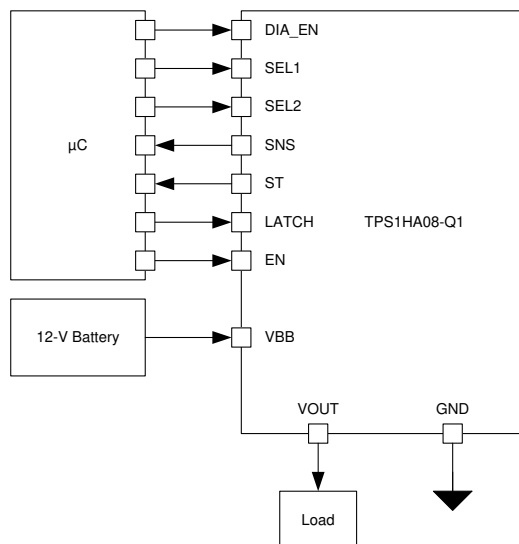 DIA_EN
SEL1
SEL2
µC
SNS
ST
LATCH
TPS1HA08-Q1
EN
12-V Battery
VBB
VOUT
GND
Load